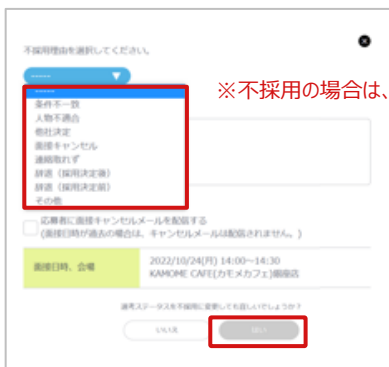 不採用理由を選択してください。
-----
※不採用の場合は、
-----
条件不一致
人物不適合
他社決定
面接キャンセル
連絡取れず
辞退（採用決定後）
辞退（採用決定前）
その他
応募者に面接キャンセルメールを配信する
(面接日時が過去の場合は、キャンセルメールは配信されません。)
面接日時、会場
2022/10/24(月) 14:00~14:30
KAMOME CAFE(カモメカフェ)銀座店
選考ステータスを不採用に変更しても宜しいでしょうか？
いいえ
はい